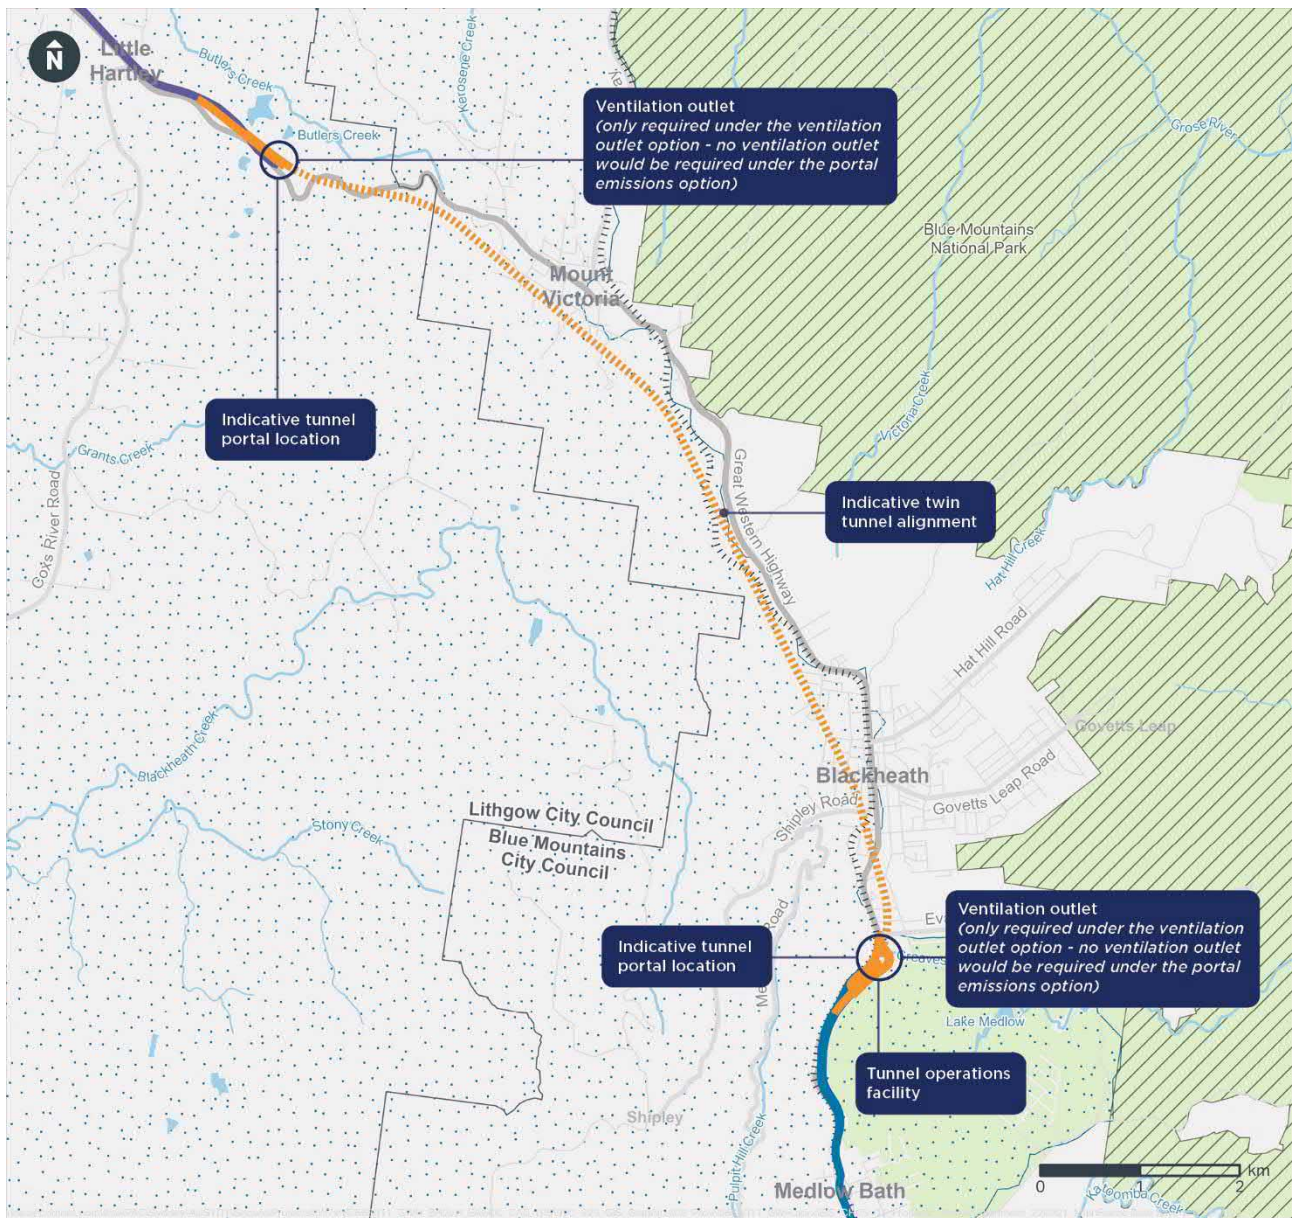 N
Little
Hartley
Butlers Creek
Kerosene Creek
Butlers Creek
Ventilation outlet
(only required under the ventilation
outlet option - no ventilation outlet
would be required under the portal
emissions option)
Grose River
Blue Mountains
National Park
Mount
Victoria
Indicative tunnel
portal location
Grants Creek
Coxs River Road
Victoria Creek
Great Western Highway
Indicative twin
tunnel alignment
Hat Hill Creek
Hat Hill Road
Govetts Leap
Blackheath Creek
Blackheath
Govetts Leap Road
Shipley Road
Stony Creek
Lithgow City Council
Blue Mountains
City Council
Road
Indicative tunnel
portal location
Ventilation outlet
(only required under the ventilation
outlet option - no ventilation outlet
would be required under the portal
emissions option)
Lake Medlow
Tunnel operations
facility
Shipley
Pulpit Hill Creek
Medlow Bath
km
0 1 2
Katoomba Creek